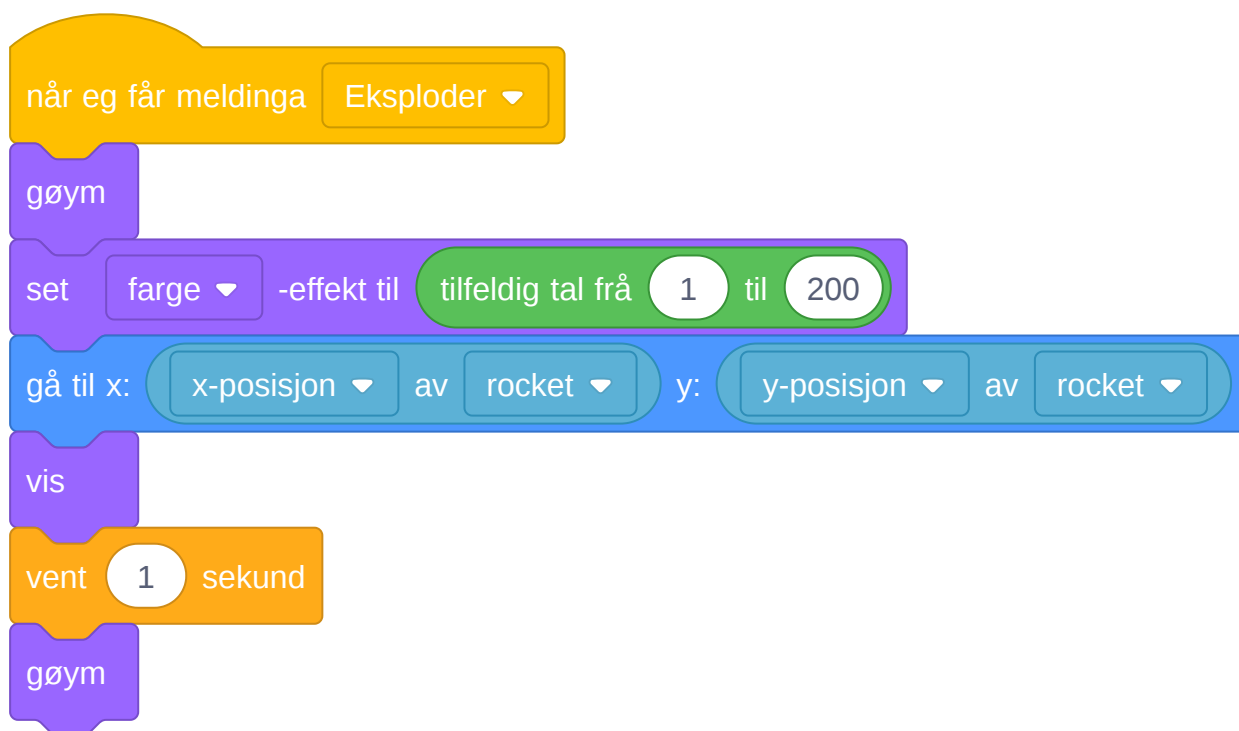 når eg får meldinga Eksploder
gøym
set farge -effekt til tilfeldig tal frå 1 til 200
gå til x: x-posisjon av rocket y: y-posisjon av rocket
vis
vent 1 sekund
gøym